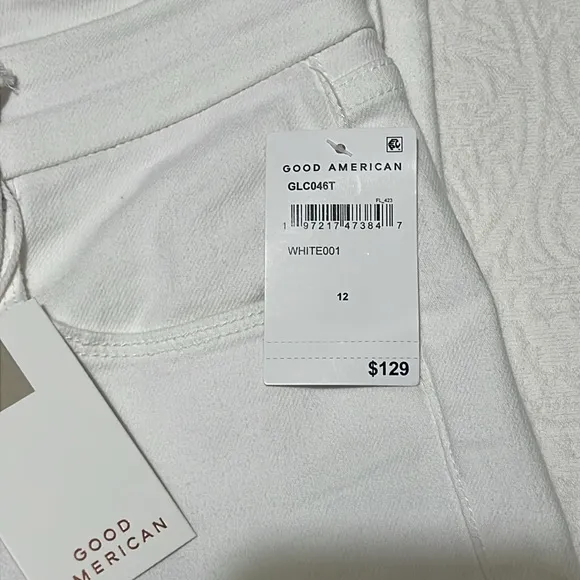 GOOD AMERICAN
GLC046T
FL_423
1 97217 47384 7
WHITE001
12
$129
GOOD
AMERICAN